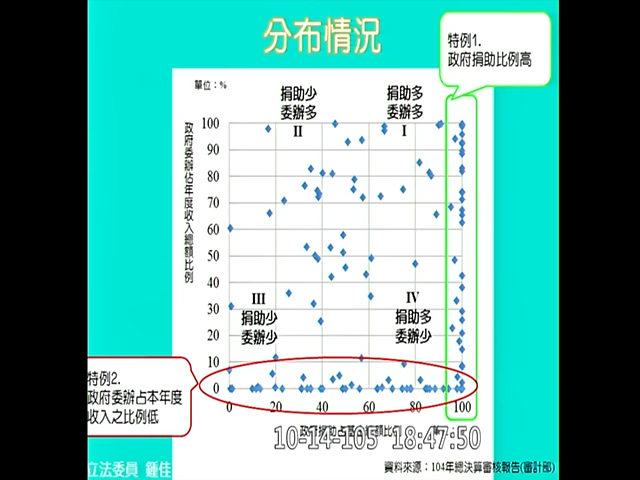 分布情況
特例1.
政府捐助比例高
單位：%
捐助少
委辦多
II
捐助多
委辦多
I
政府委辦佔年度收入總額比例
100
90
80
70
60
50
40
30
20
10
0
III
捐助少
委辦少
IV
捐助多
委辦少
特例2.
政府委辦占本年度
收入之比例低
0 20 40 60 80 100
10-14-105 18:47:50
立法委員 鍾佳
資料來源：104年總決算審核報告(審計部)